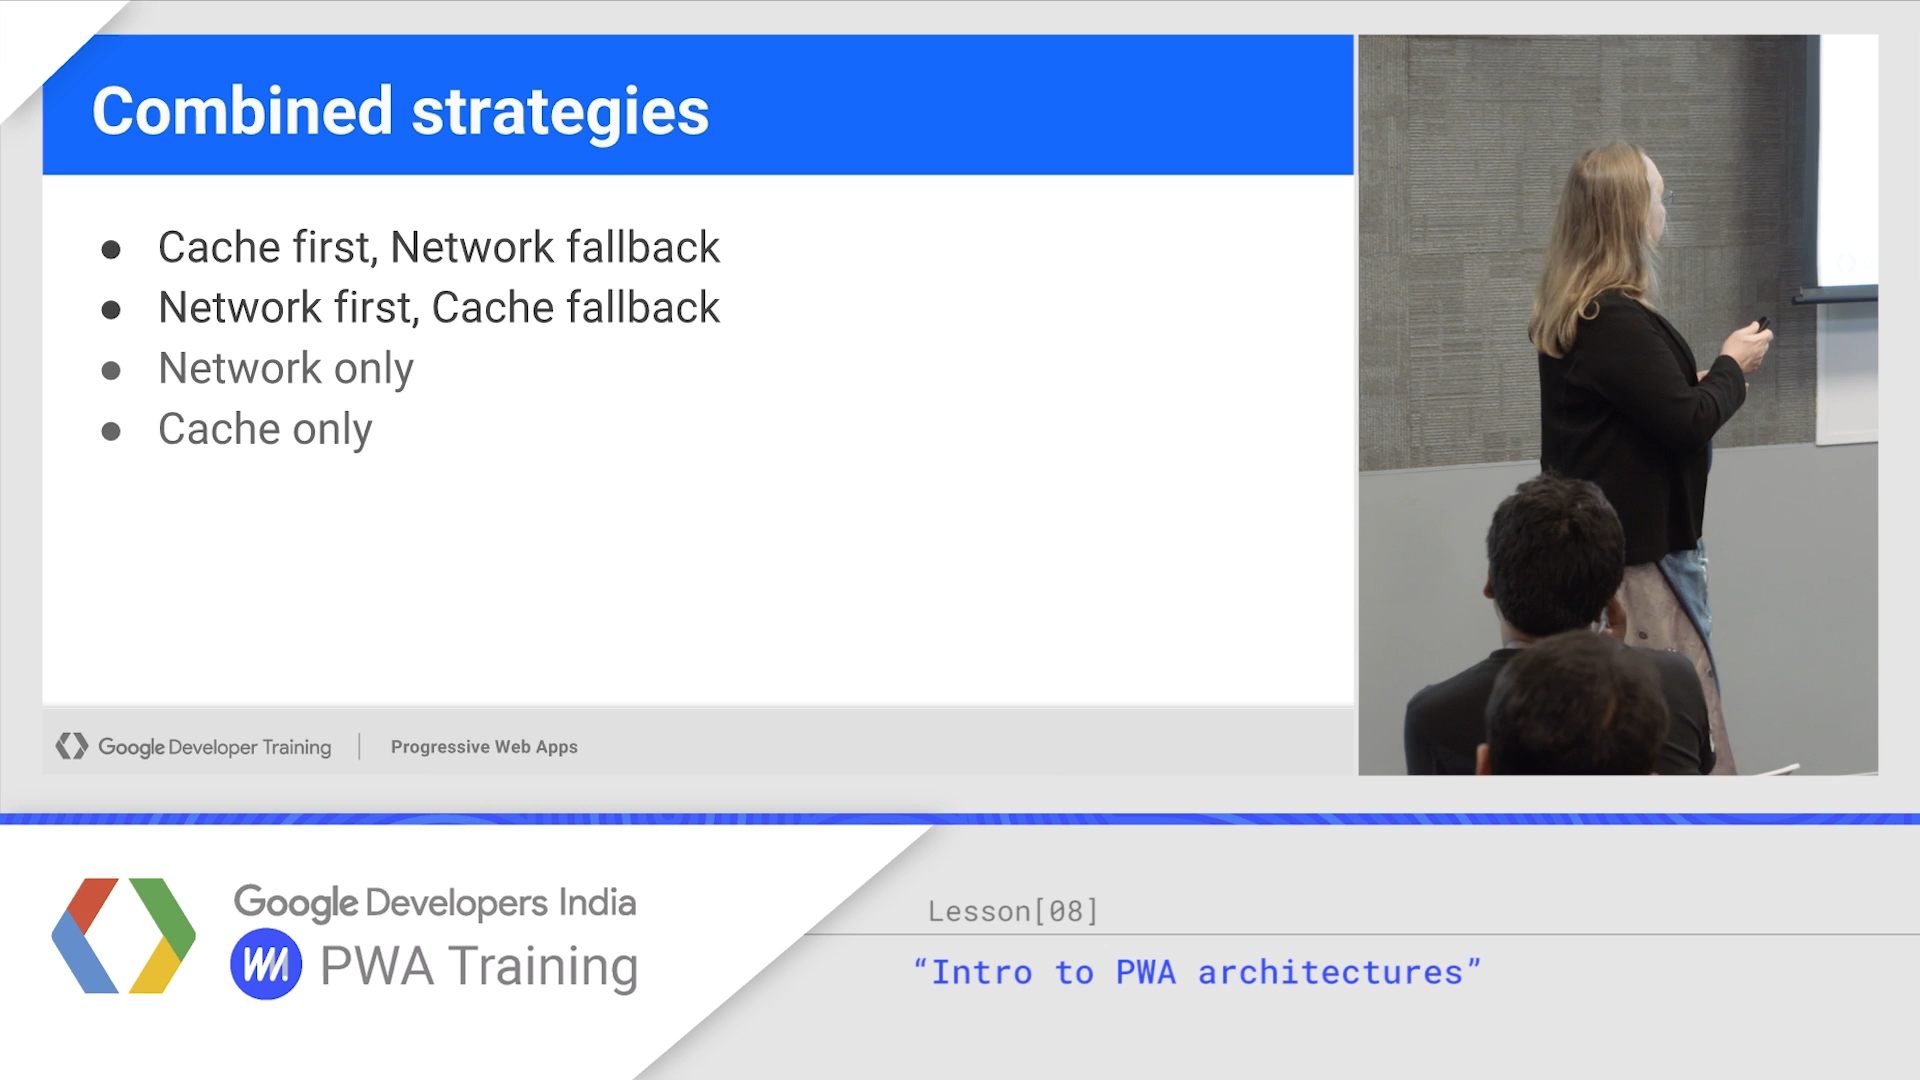 Combined strategies
● Cache first, Network fallback
● Network first, Cache fallback
● Network only
● Cache only
Google Developer Training | Progressive Web Apps
Google Developers India
PWA Training
Lesson[08]
“Intro to PWA architectures”